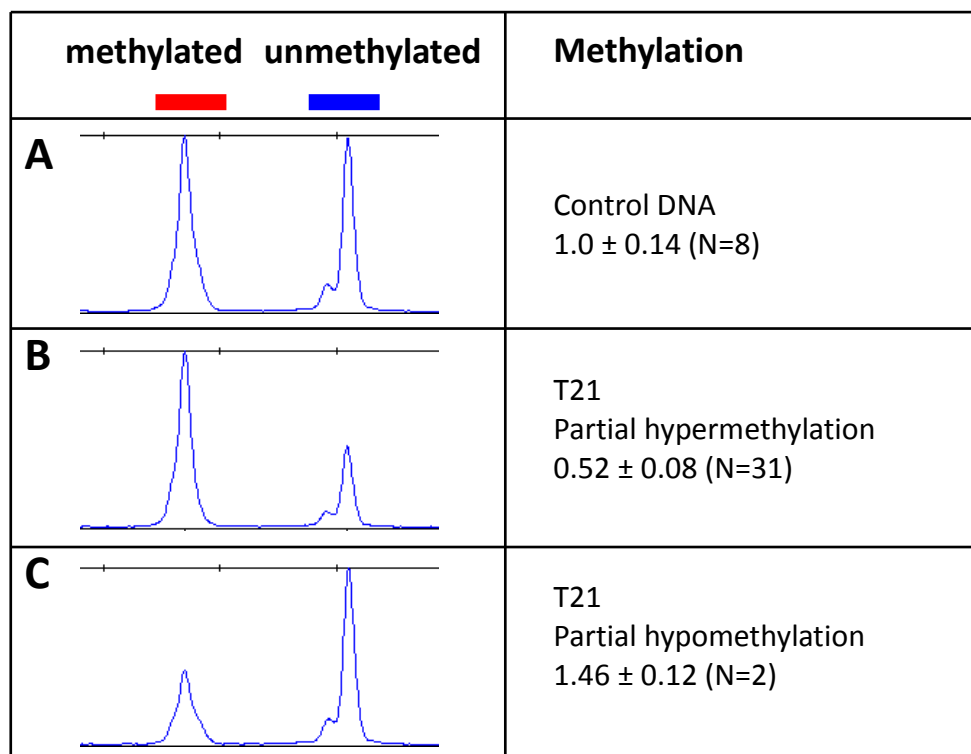 methylated unmethylated Methylation
A
Control DNA
1.0 ± 0.14 (N=8)
B
T21
Partial hypermethylation
0.52 ± 0.08 (N=31)
C
T21
Partial hypomethylation
1.46 ± 0.12 (N=2)